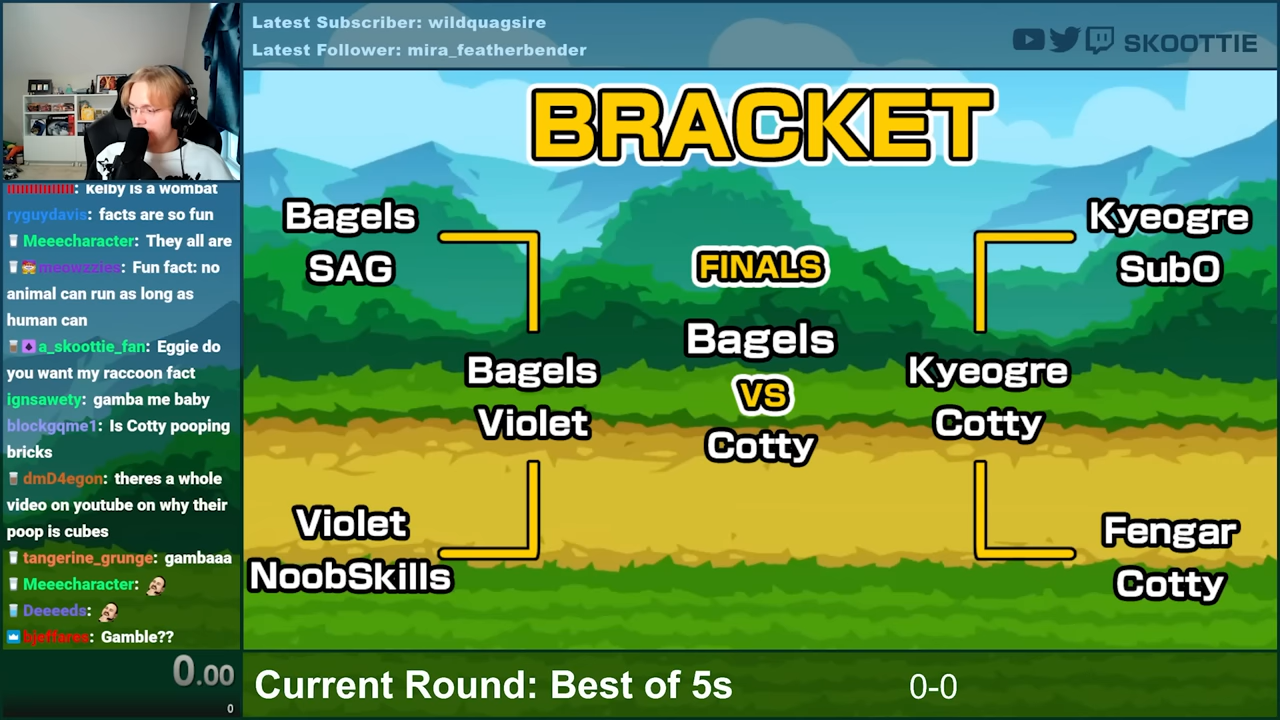 Latest Subscriber: wildquagsire
Latest Follower: mira_featherbender
SKOOTTIE
BRACKET
Bagels
SAG
Kyeogre
SubO
FINALS
Bagels
VS
Cotty
Bagels
Violet
Kyeogre
Cotty
Violet
NoobSkills
Fengar
Cotty
: kelby is a wombat
ryguydavis: facts are so fun
Meeecharacter: They all are
meowzzies: Fun fact: no
animal can run as long as
human can
a_skoottie_fan: Eggie do
you want my raccoon fact
ignsawety: gamba me baby
blockgqme1: Is Cotty pooping
bricks
dmD4egon: theres a whole
video on youtube on why their
poop is cubes
tangerine_grunge: gambaaa
Meeecharacter:
Deeeeds:
bjeffares: Gamble??
0.00
0
Current Round: Best of 5s
0-0